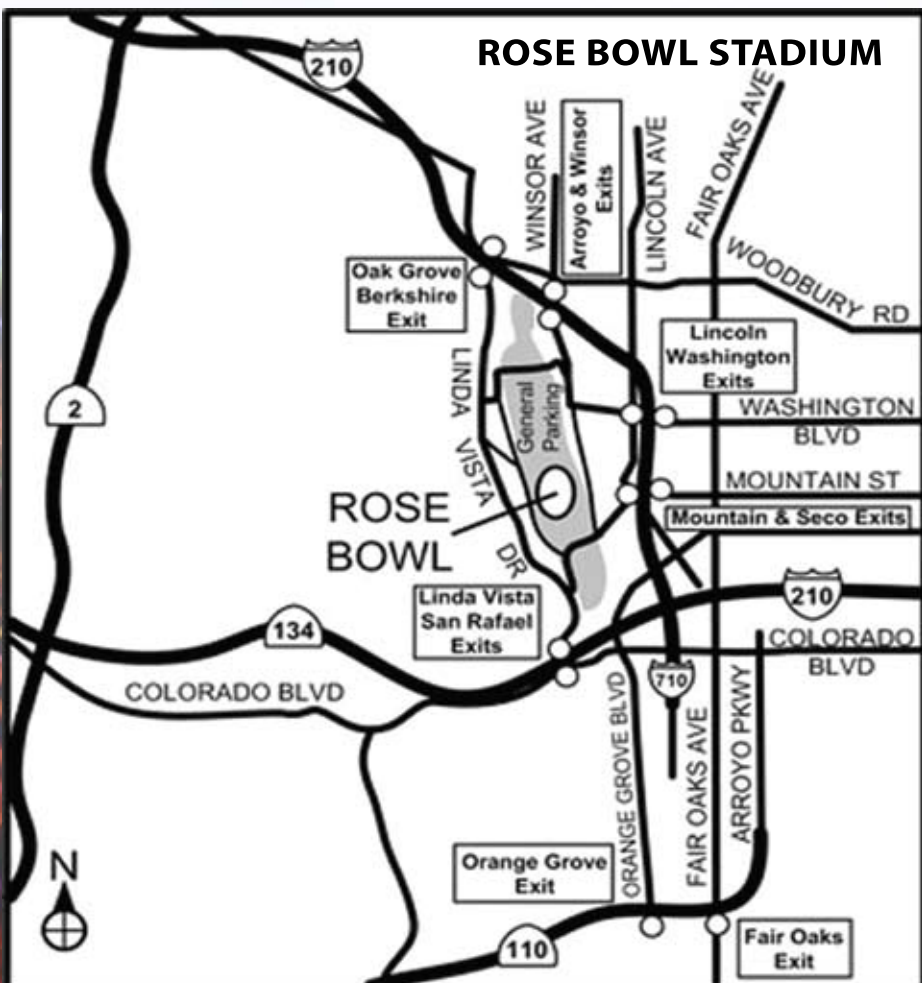 ROSE BOWL STADIUM
210
WINSOR AVE
Arroyo & Winsor
Exits
LINCOLN AVE
FAIR OAKS AVE
WOODBURY RD
Oak Grove
Berkshire
Exit
Lincoln
Washington
Exits
LINDA VISTA DR
General
Parking
2
WASHINGTON
BLVD
MOUNTAIN ST
ROSE
BOWL
Mountain & Seco Exits
Linda Vista
San Rafael
Exits
210
134
COLORADO
BLVD
COLORADO BLVD
710
ORANGE GROVE BLVD
FAIR OAKS AVE
ARROYO PKWY
N
Orange Grove
Exit
110
Fair Oaks
Exit